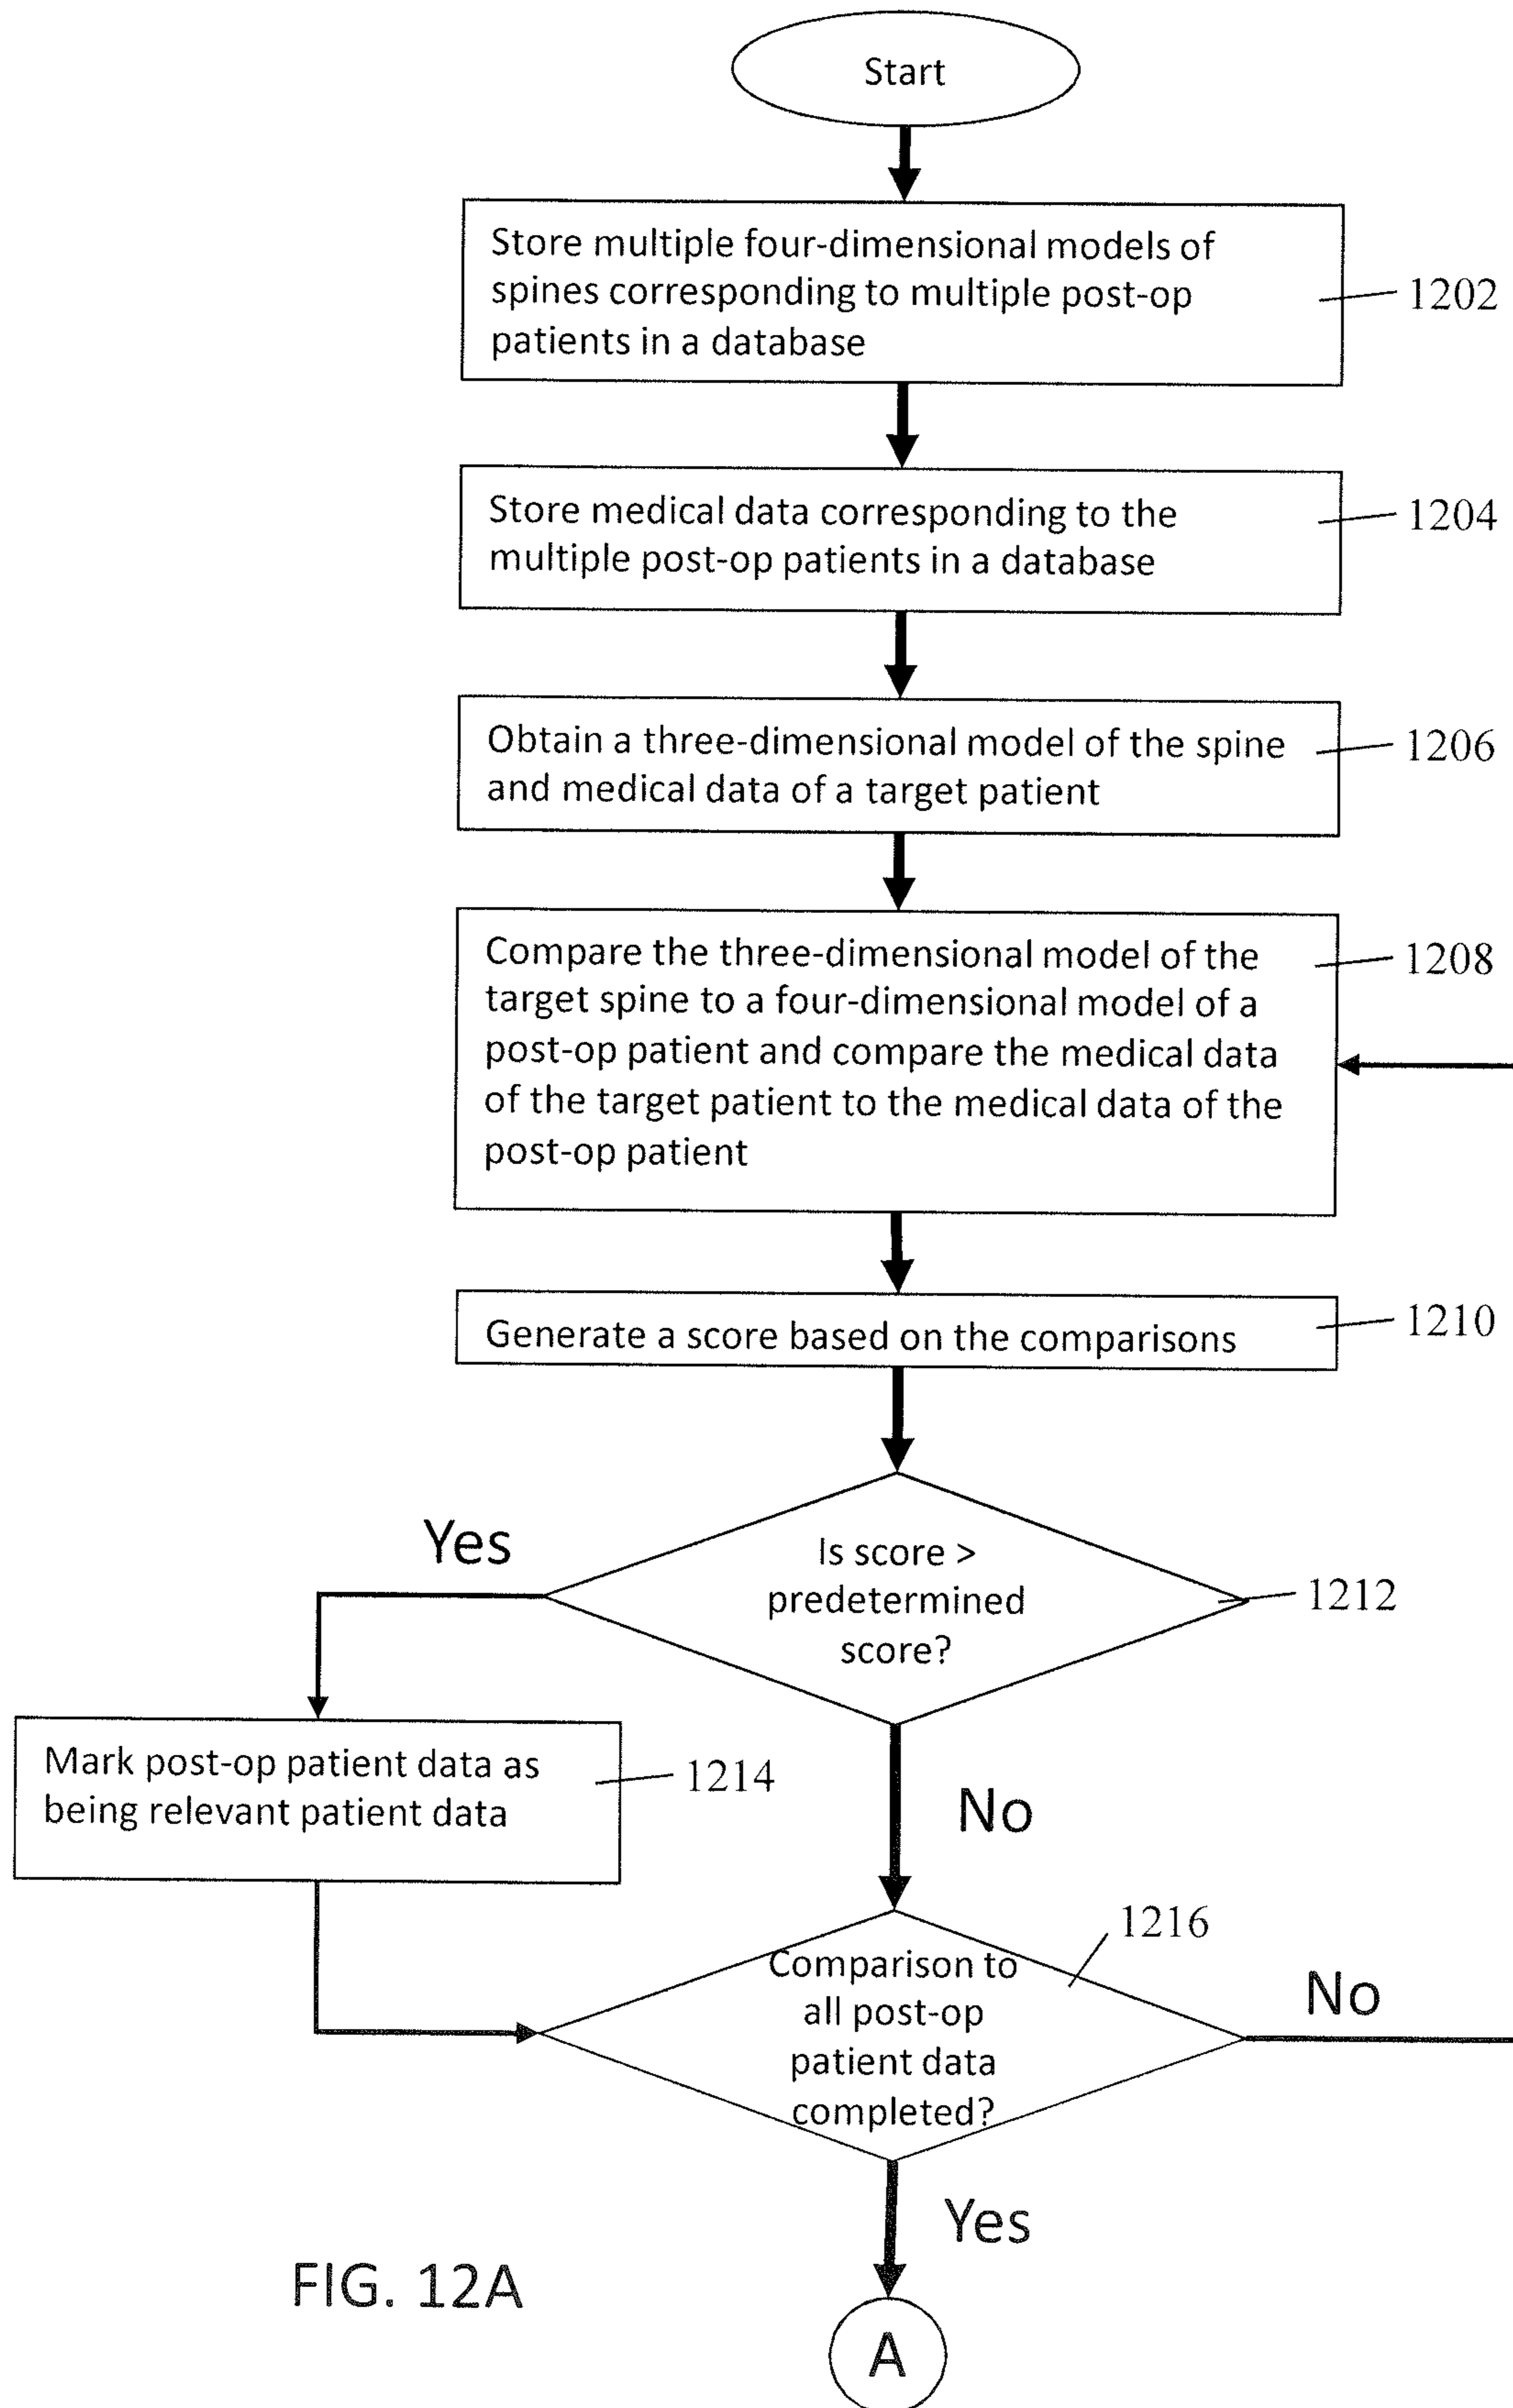 Start
Store multiple four-dimensional models of
spines corresponding to multiple post-op
patients in a database
1202
Store medical data corresponding to the
multiple post-op patients in a database
1204
Obtain a three-dimensional model of the spine
and medical data of a target patient
1206
Compare the three-dimensional model of the
target spine to a four-dimensional model of a
post-op patient and compare the medical data
of the target patient to the medical data of the
post-op patient
1208
Generate a score based on the comparisons
1210
Yes
Is score >
predetermined
score?
1212
Mark post-op patient data as
being relevant patient data
1214
No
1216
Comparison to
all post-op
patient data
completed?
No
Yes
FIG. 12A
A